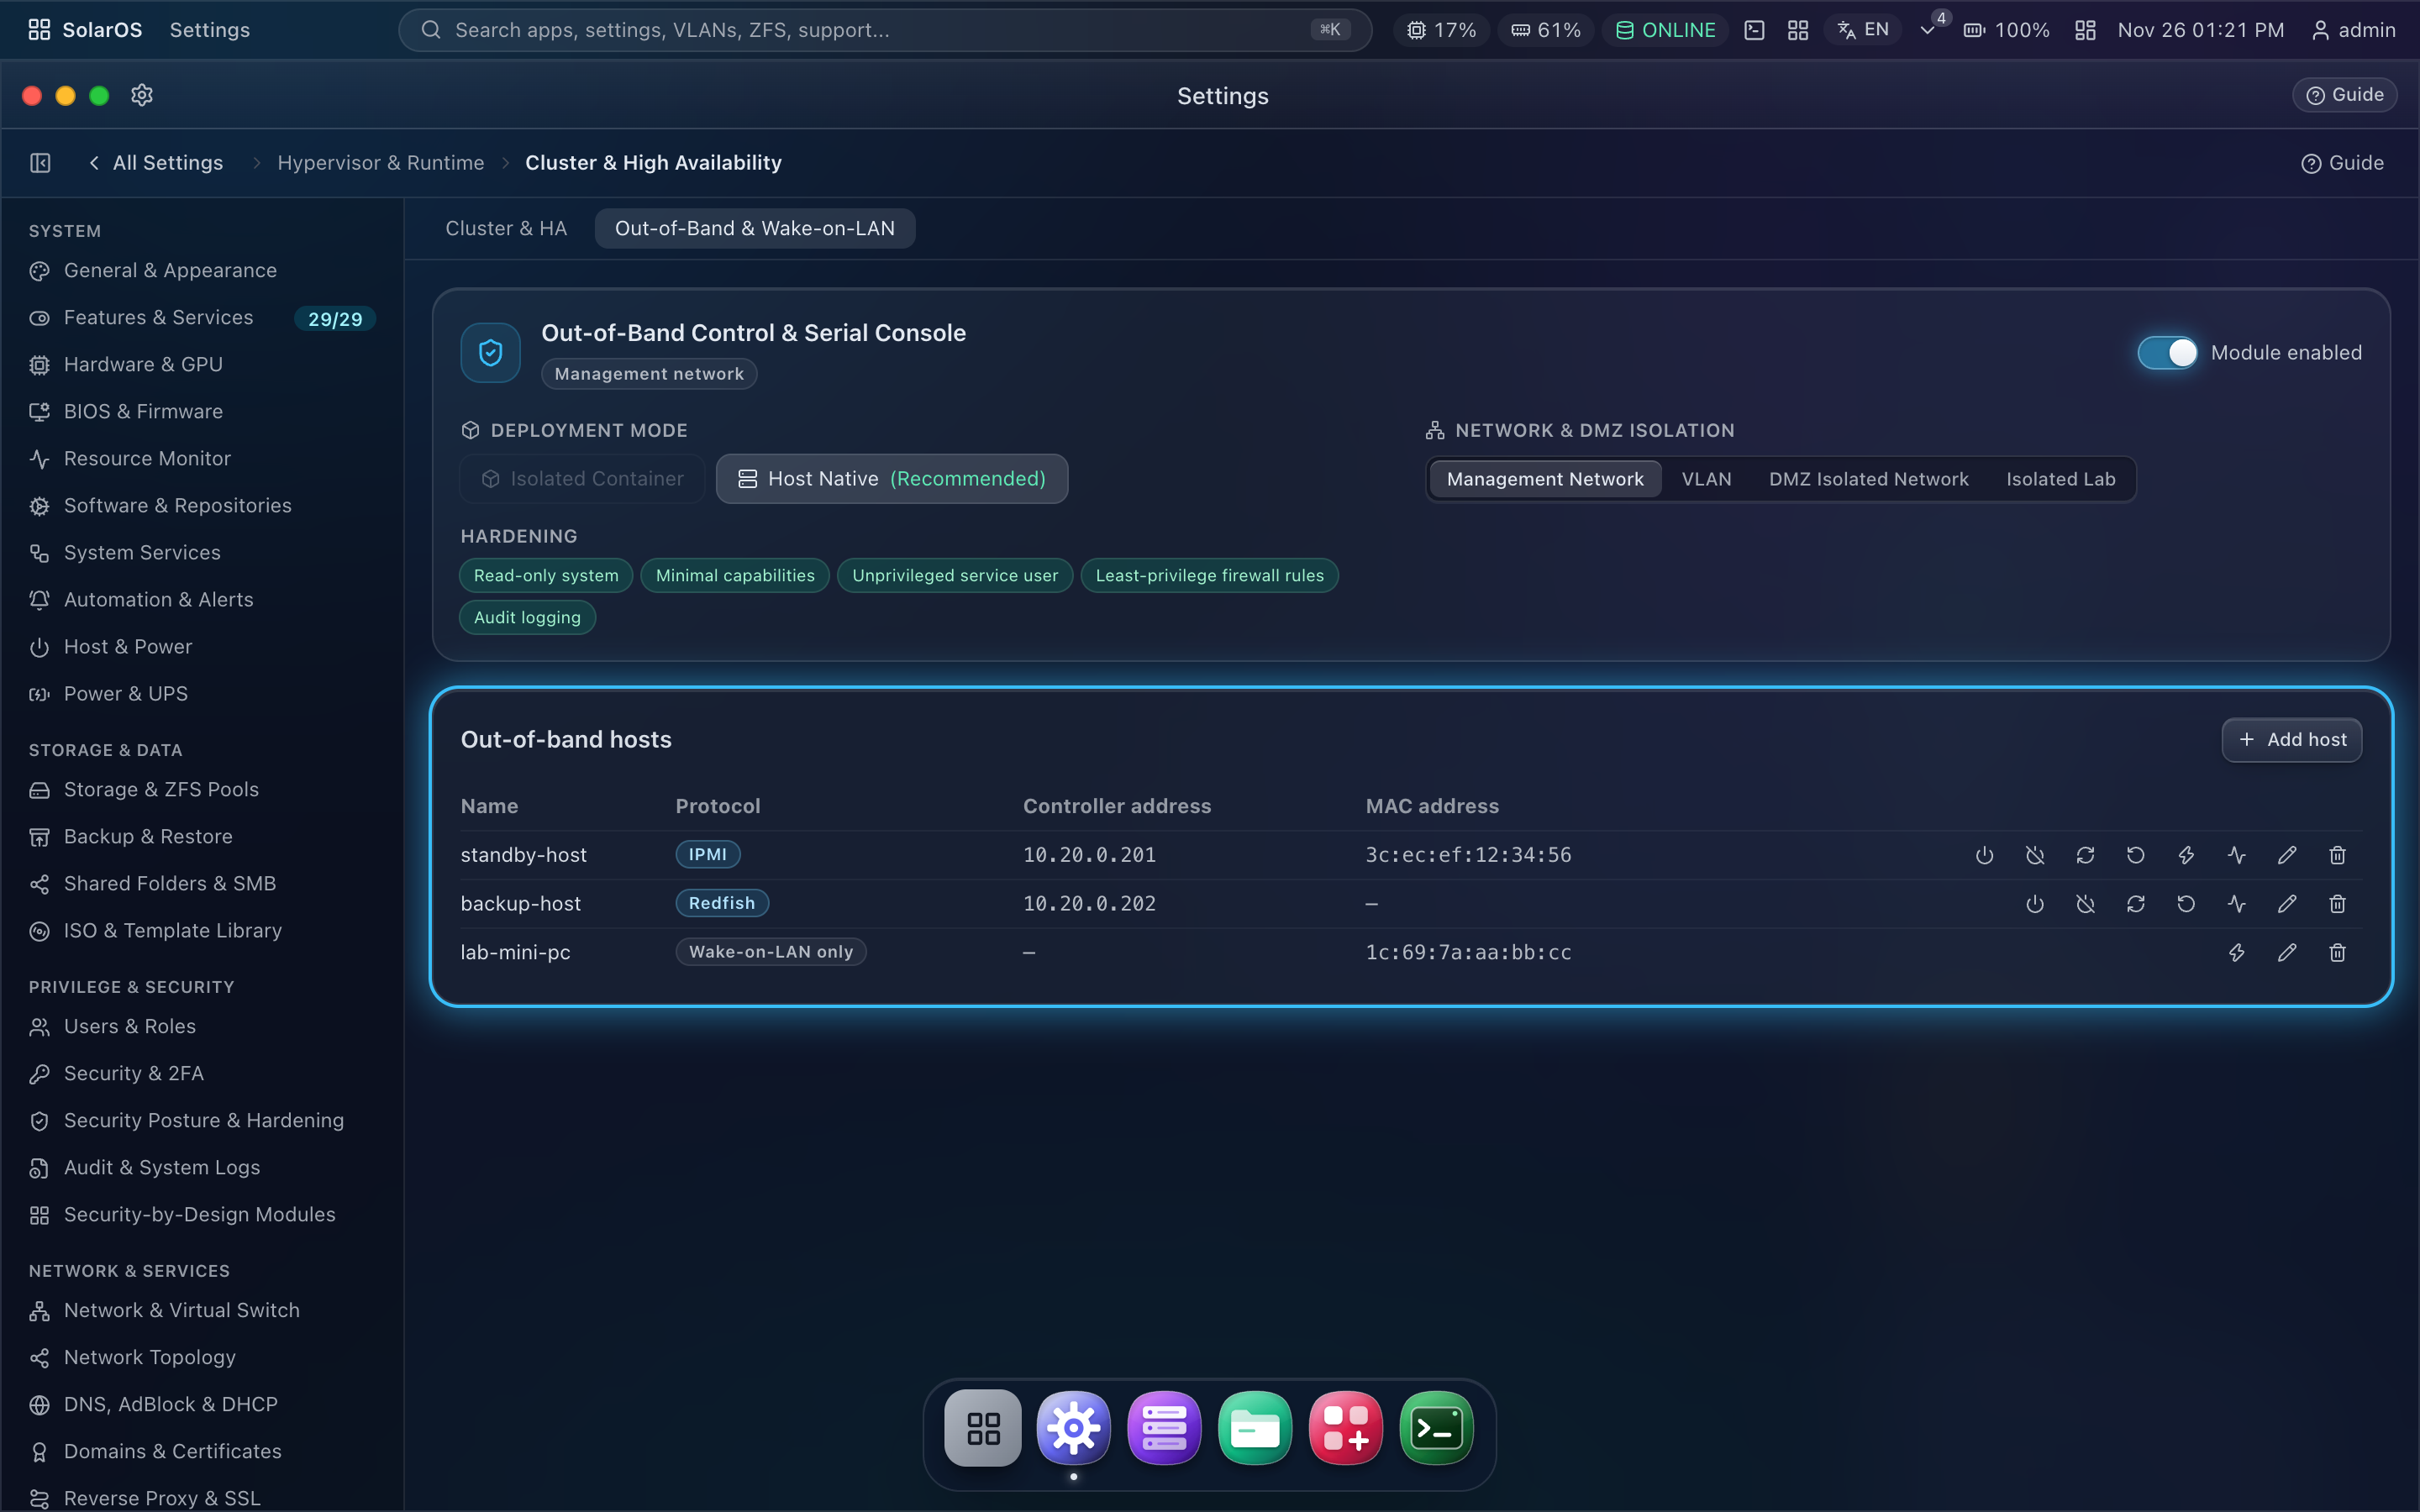 SolarOS Settings Search apps, settings, VLANs, ZFS, support... ⌘K 17% 61% ONLINE EN 4 100% Nov 26 01:21 PM admin
Settings Guide
All Settings Hypervisor & Runtime Cluster & High Availability Guide
SYSTEM
General & Appearance
Features & Services 29/29
Hardware & GPU
BIOS & Firmware
Resource Monitor
Software & Repositories
System Services
Automation & Alerts
Host & Power
Power & UPS
STORAGE & DATA
Storage & ZFS Pools
Backup & Restore
Shared Folders & SMB
ISO & Template Library
PRIVILEGE & SECURITY
Users & Roles
Security & 2FA
Security Posture & Hardening
Audit & System Logs
Security-by-Design Modules
NETWORK & SERVICES
Network & Virtual Switch
Network Topology
DNS, AdBlock & DHCP
Domains & Certificates
Reverse Proxy & SSL
Cluster & HA Out-of-Band & Wake-on-LAN
Out-of-Band Control & Serial Console
Management network
Module enabled
DEPLOYMENT MODE
Isolated Container Host Native (Recommended)
NETWORK & DMZ ISOLATION
Management Network VLAN DMZ Isolated Network Isolated Lab
HARDENING
Read-only system Minimal capabilities Unprivileged service user Least-privilege firewall rules
Audit logging
Out-of-band hosts Add host
Name Protocol Controller address MAC address
standby-host IPMI 10.20.0.201 3c:ec:ef:12:34:56
backup-host Redfish 10.20.0.202 —
lab-mini-pc Wake-on-LAN only — 1c:69:7a:aa:bb:cc